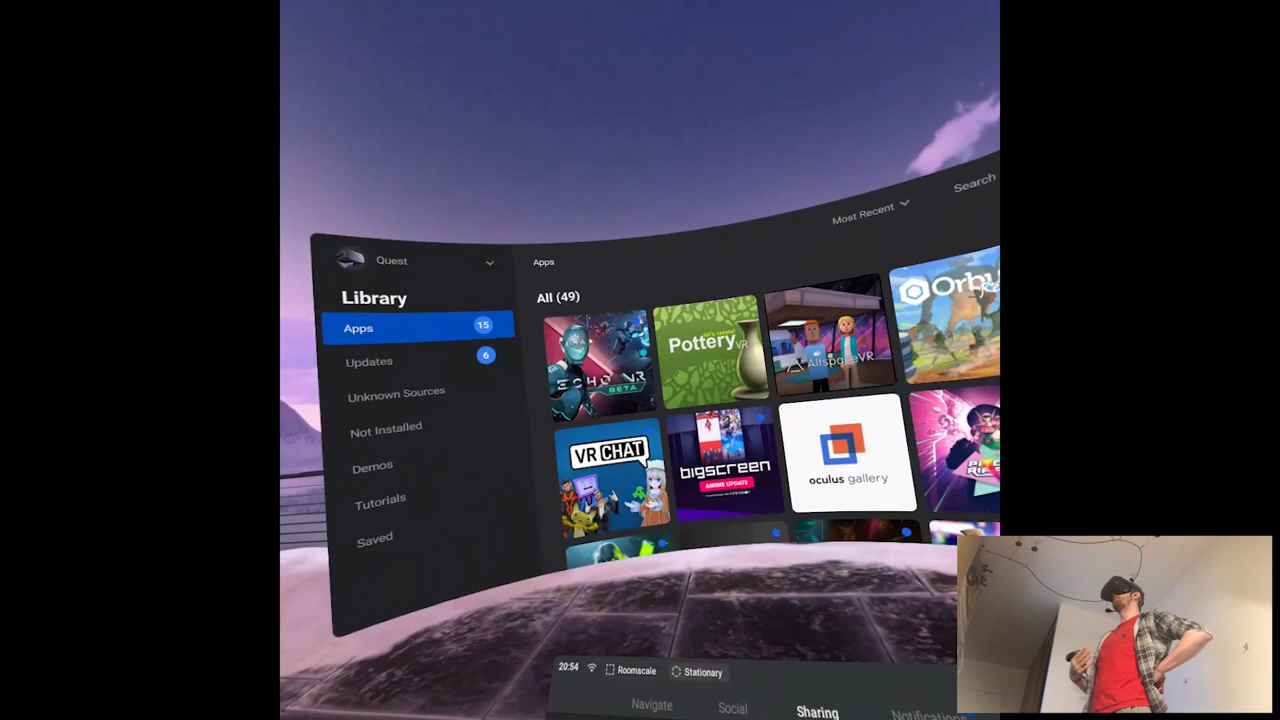 Quest
Library
Apps
15
Updates
6
Unknown Sources
Not Installed
Demos
Tutorials
Saved
Apps
Most Recent
Search
All (49)
ECHO VR
BETA
let's create!
Pottery VR
AltspaceVR
Orbu
VR CHAT
bigscreen
ANIME UPDATE
oculus gallery
20:54
Roomscale
Stationary
Navigate
Social
Sharing
Notifications